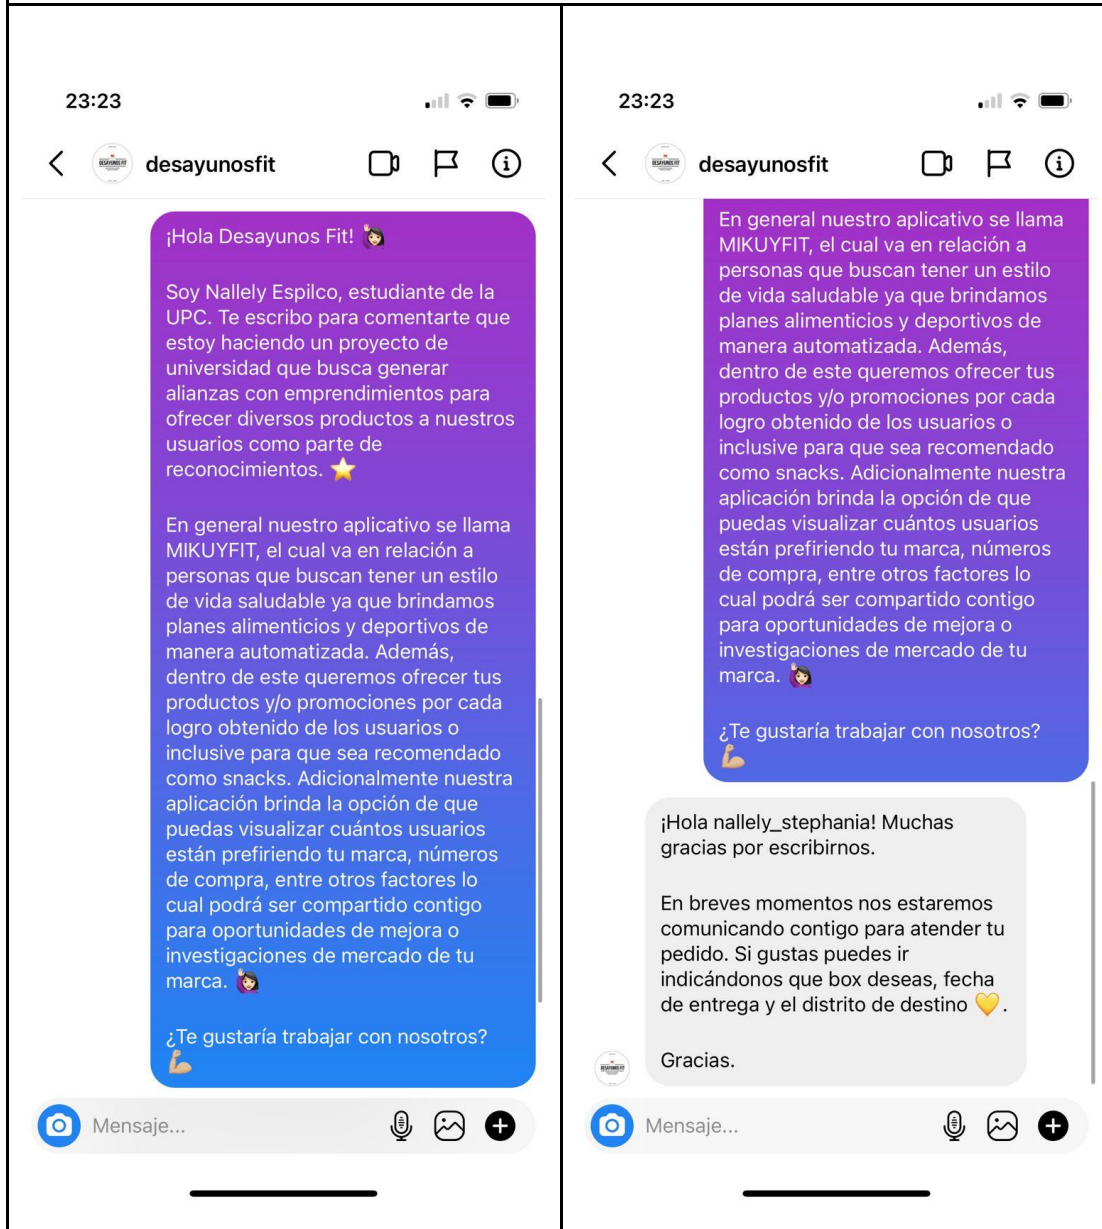 23:23
desayunosfit
¡Hola Desayunos Fit! 🙋🏻‍♀️
Soy Nallely Espilco, estudiante de la
UPC. Te escribo para comentarte que
estoy haciendo un proyecto de
universidad que busca generar
alianzas con emprendimientos para
ofrecer diversos productos a nuestros
usuarios como parte de
reconocimientos. ⭐
En general nuestro aplicativo se llama
MIKUYFIT, el cual va en relación a
personas que buscan tener un estilo
de vida saludable ya que brindamos
planes alimenticios y deportivos de
manera automatizada. Además,
dentro de este queremos ofrecer tus
productos y/o promociones por cada
logro obtenido de los usuarios o
inclusive para que sea recomendado
como snacks. Adicionalmente nuestra
aplicación brinda la opción de que
puedas visualizar cuántos usuarios
están prefiriendo tu marca, números
de compra, entre otros factores lo
cual podrá ser compartido contigo
para oportunidades de mejora o
investigaciones de mercado de tu
marca. 🙋🏻‍♀️
¿Te gustaría trabajar con nosotros?
💪🏼
Mensaje...
23:23
desayunosfit
En general nuestro aplicativo se llama
MIKUYFIT, el cual va en relación a
personas que buscan tener un estilo
de vida saludable ya que brindamos
planes alimenticios y deportivos de
manera automatizada. Además,
dentro de este queremos ofrecer tus
productos y/o promociones por cada
logro obtenido de los usuarios o
inclusive para que sea recomendado
como snacks. Adicionalmente nuestra
aplicación brinda la opción de que
puedas visualizar cuántos usuarios
están prefiriendo tu marca, números
de compra, entre otros factores lo
cual podrá ser compartido contigo
para oportunidades de mejora o
investigaciones de mercado de tu
marca. 🙋🏻‍♀️
¿Te gustaría trabajar con nosotros?
💪🏼
¡Hola nallely_stephania! Muchas
gracias por escribirnos.
En breves momentos nos estaremos
comunicando contigo para atender tu
pedido. Si gustas puedes ir
indicándonos que box deseas, fecha
de entrega y el distrito de destino 💛.
Gracias.
Mensaje...